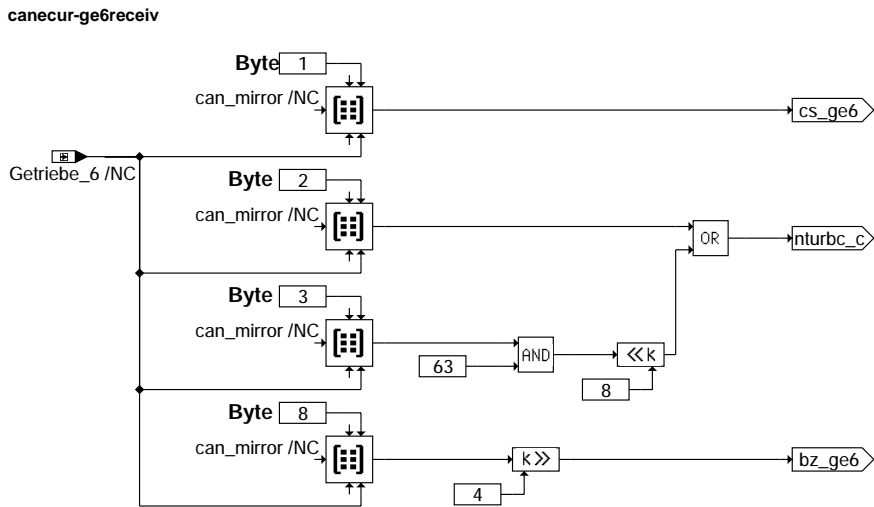 canecur-ge6receiv
Byte 1
can_mirror /NC
cs_ge6
Getriebe_6 /NC
Byte 2
can_mirror /NC
OR
nturbc_c
Byte 3
can_mirror /NC
AND
63
<<k
8
Byte 8
can_mirror /NC
k>>
bz_ge6
4